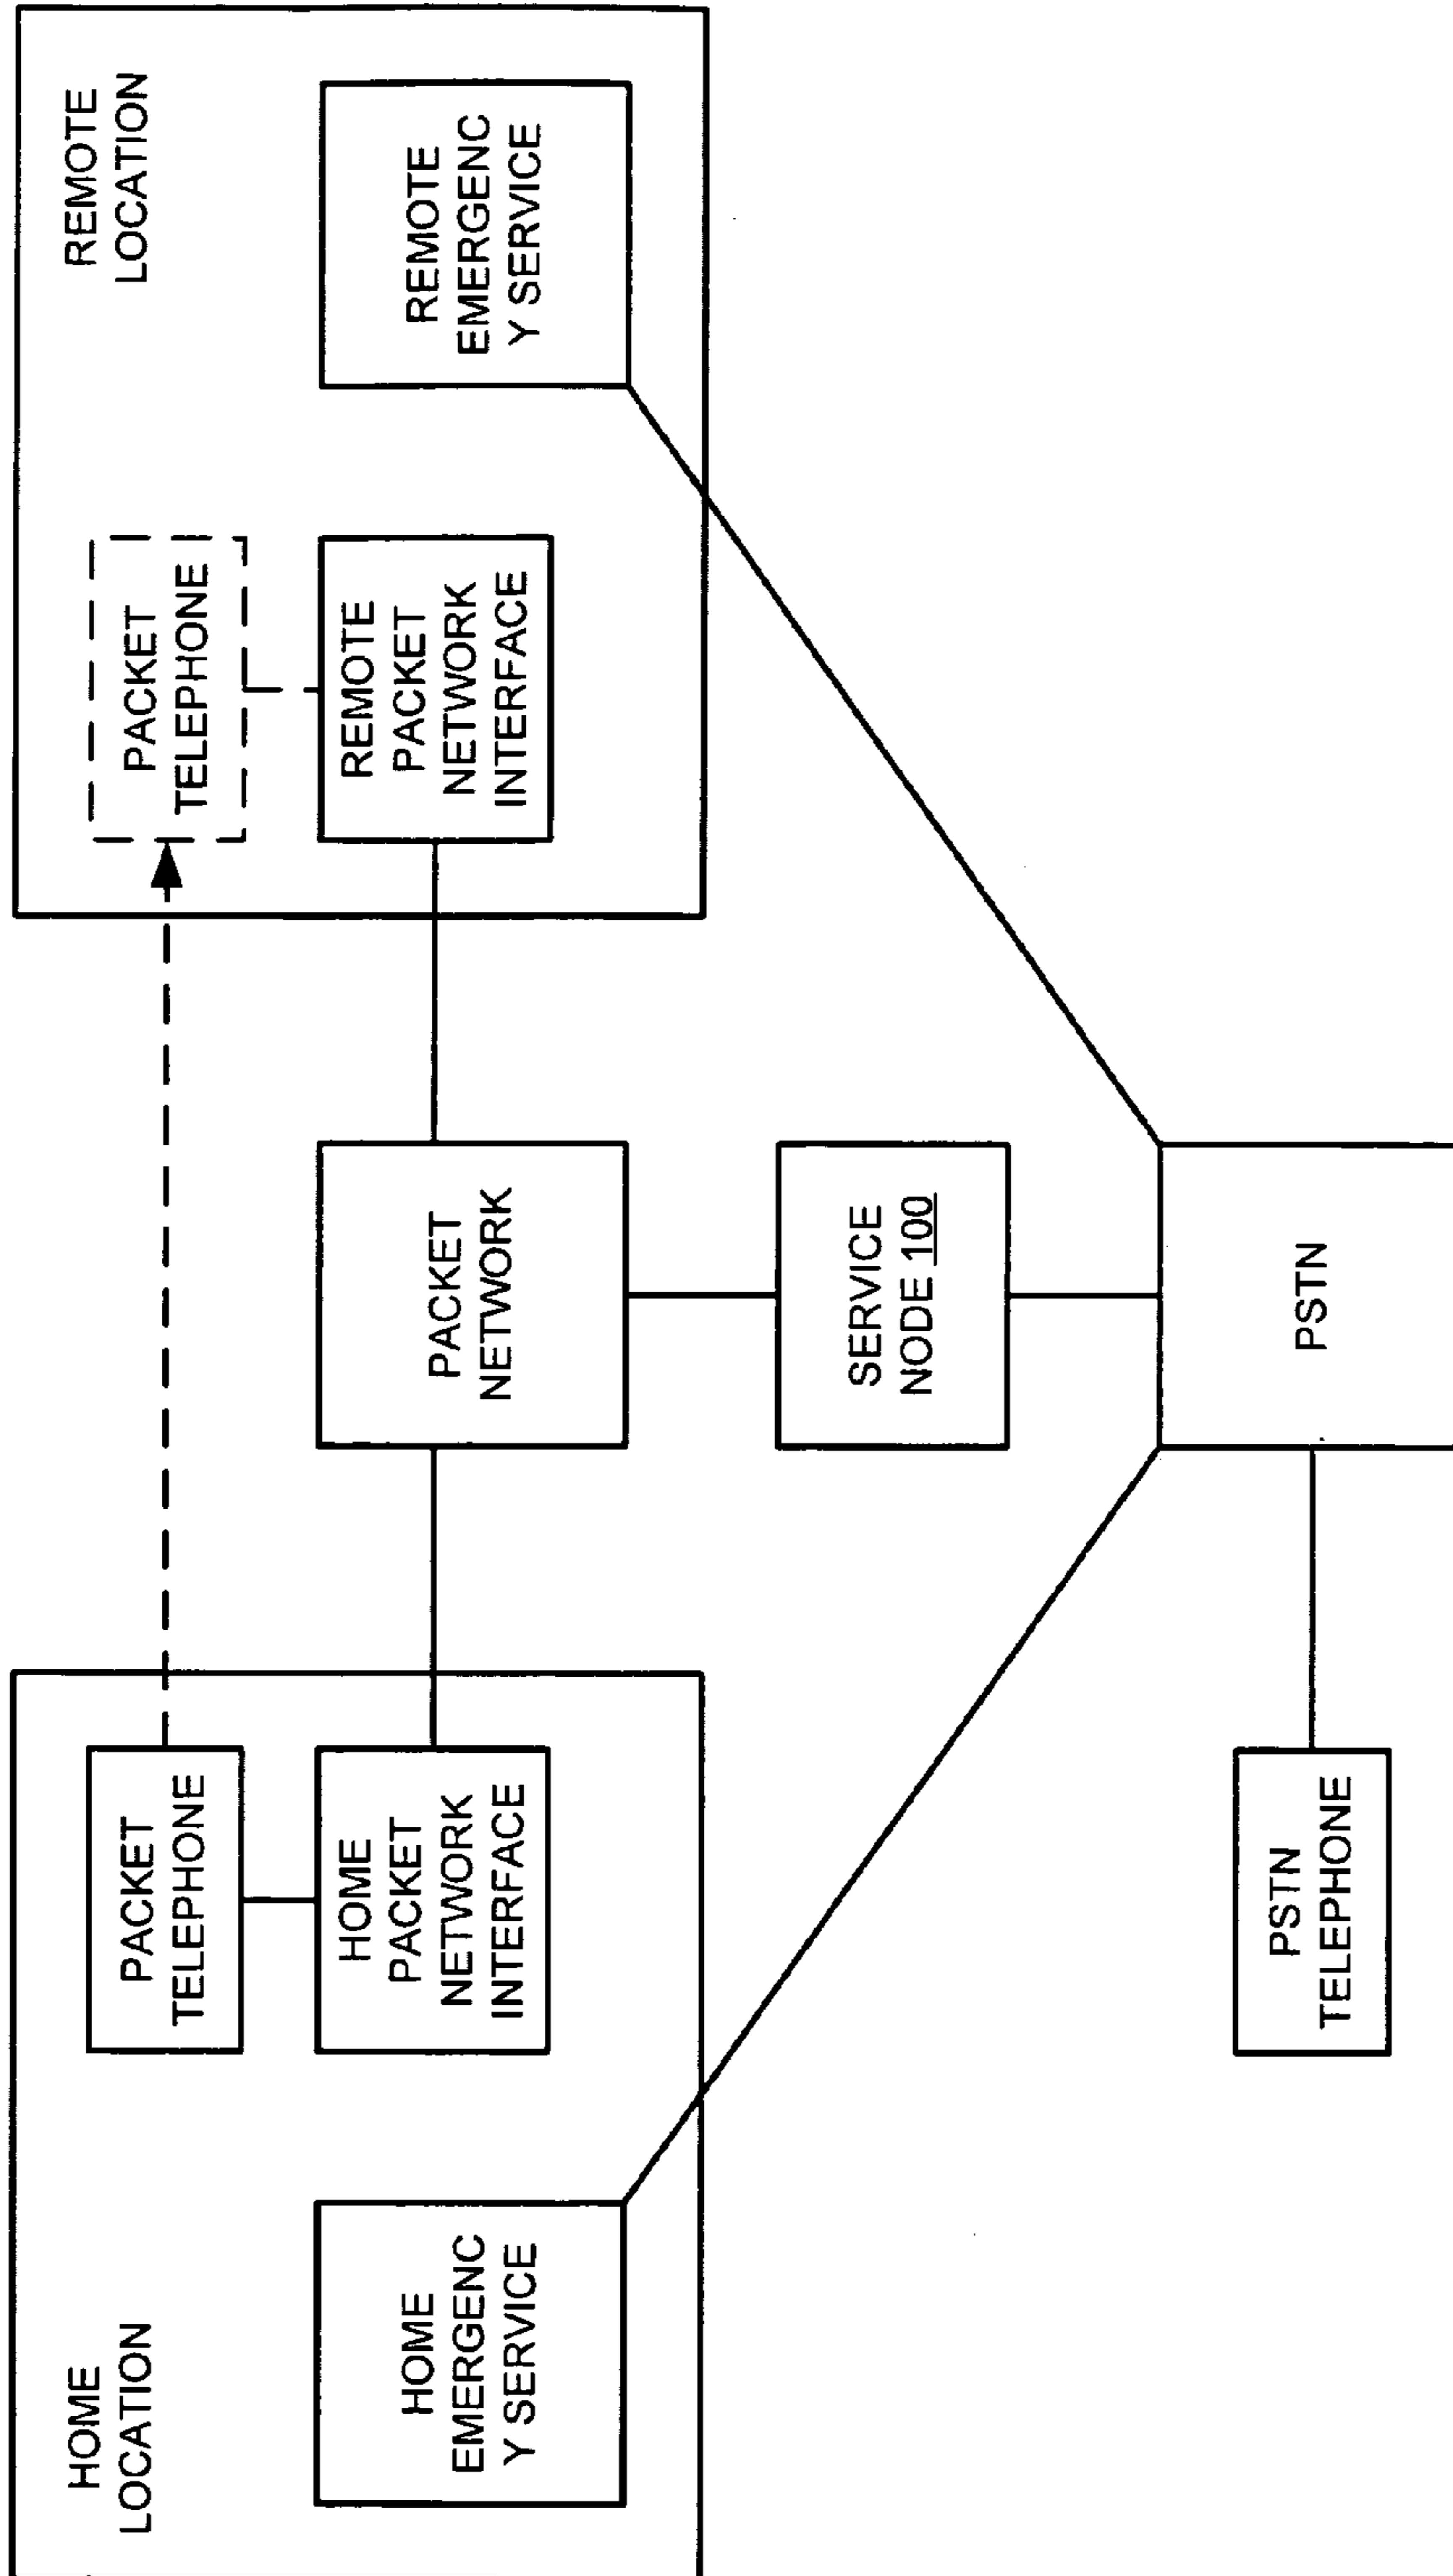 HOME
LOCATION
PACKET
TELEPHONE
HOME
PACKET
NETWORK
INTERFACE
HOME
EMERGENC
Y SERVICE
PACKET
NETWORK
SERVICE
NODE 100
PSTN
TELEPHONE
PSTN
REMOTE
LOCATION
PACKET
TELEPHONE
REMOTE
PACKET
NETWORK
INTERFACE
REMOTE
EMERGENC
Y SERVICE